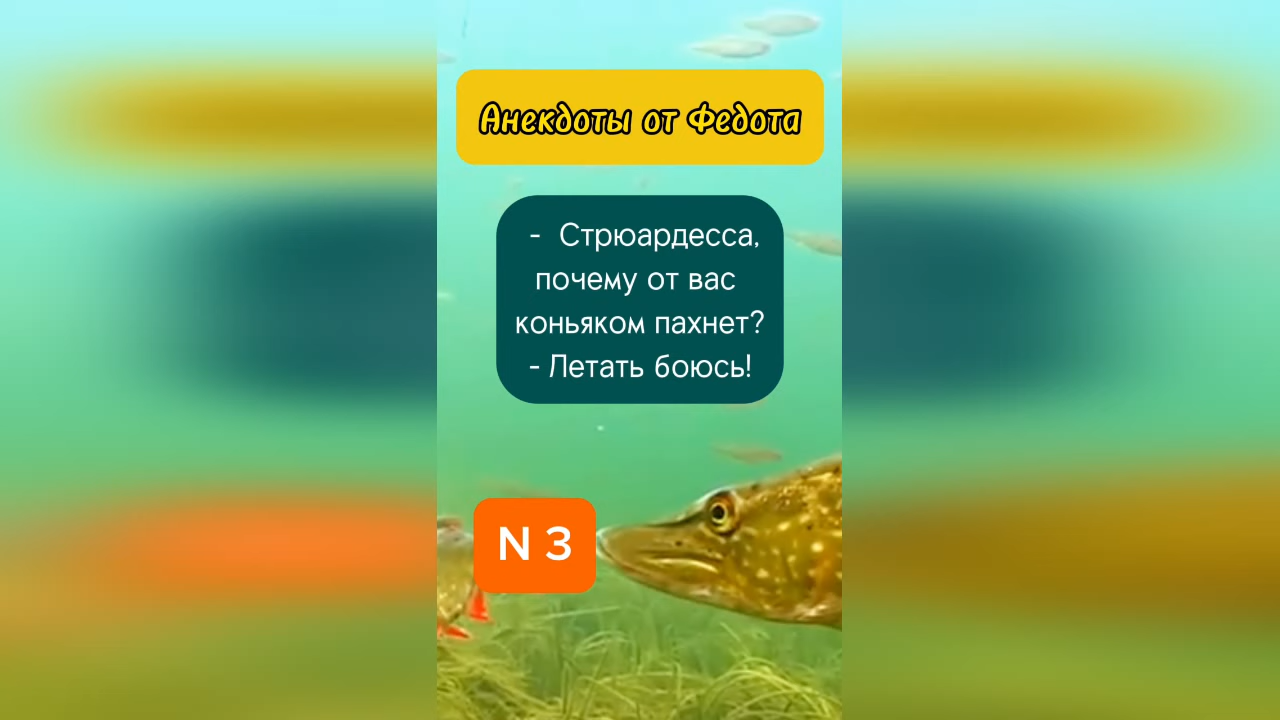 Анекдоты от Федота
- Стрюардесса,
почему от вас
коньяком пахнет?
- Летать боюсь!
N 3